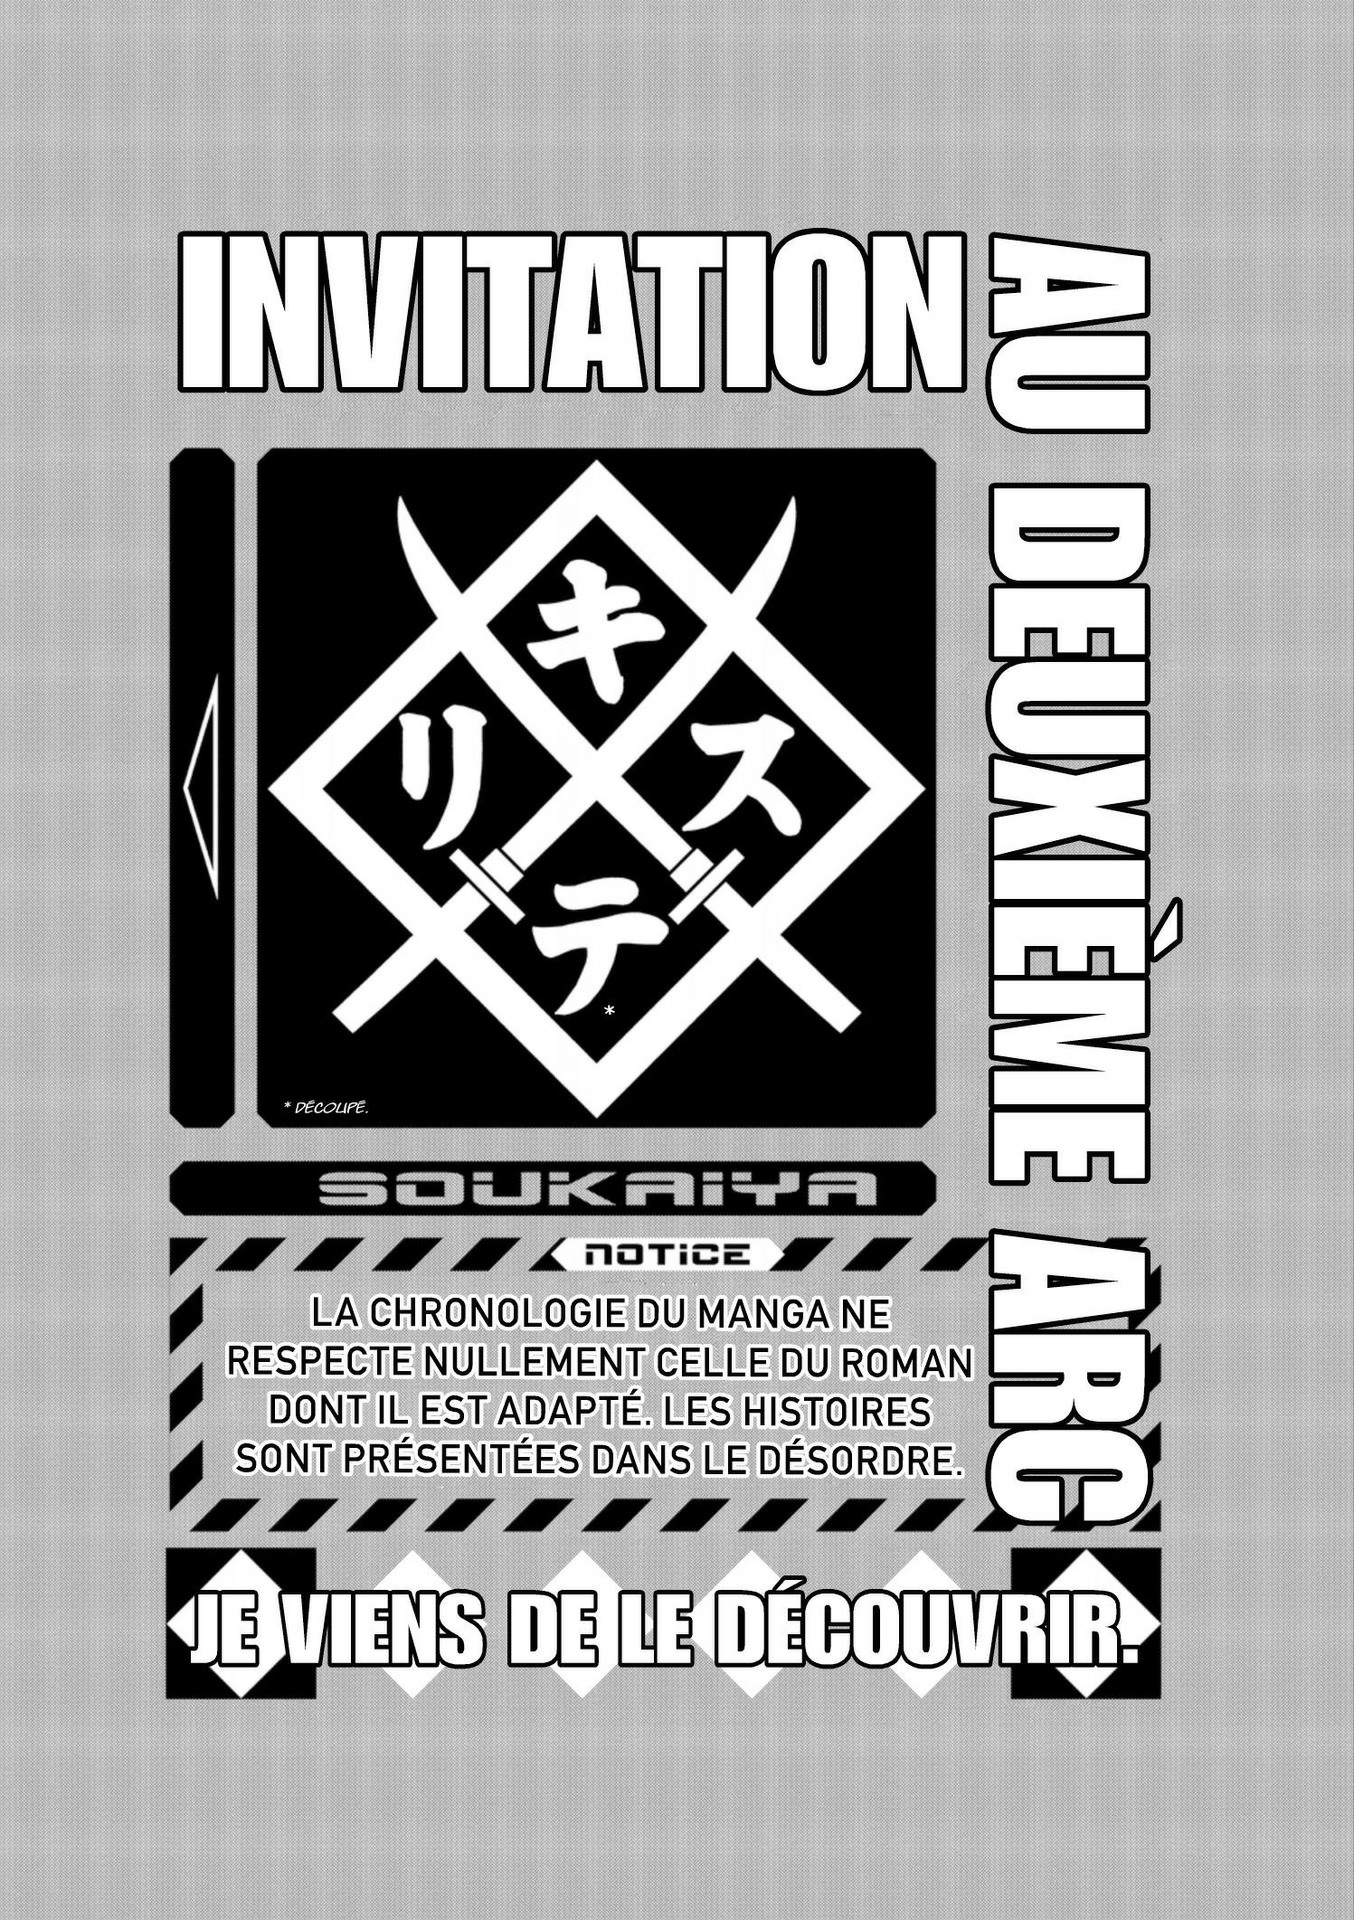 INVITATION
AU DEUXIÈME ARC
キ
リ ス
テ*
* DÉCOUPÉ.
SOUKAIYA
NOTICE
LA CHRONOLOGIE DU MANGA NE
RESPECTE NULLEMENT CELLE DU ROMAN
DONT IL EST ADAPTÉ. LES HISTOIRES
SONT PRÉSENTÉES DANS LE DÉSORDRE.
JE VIENS DE LE DÉCOUVRIR.